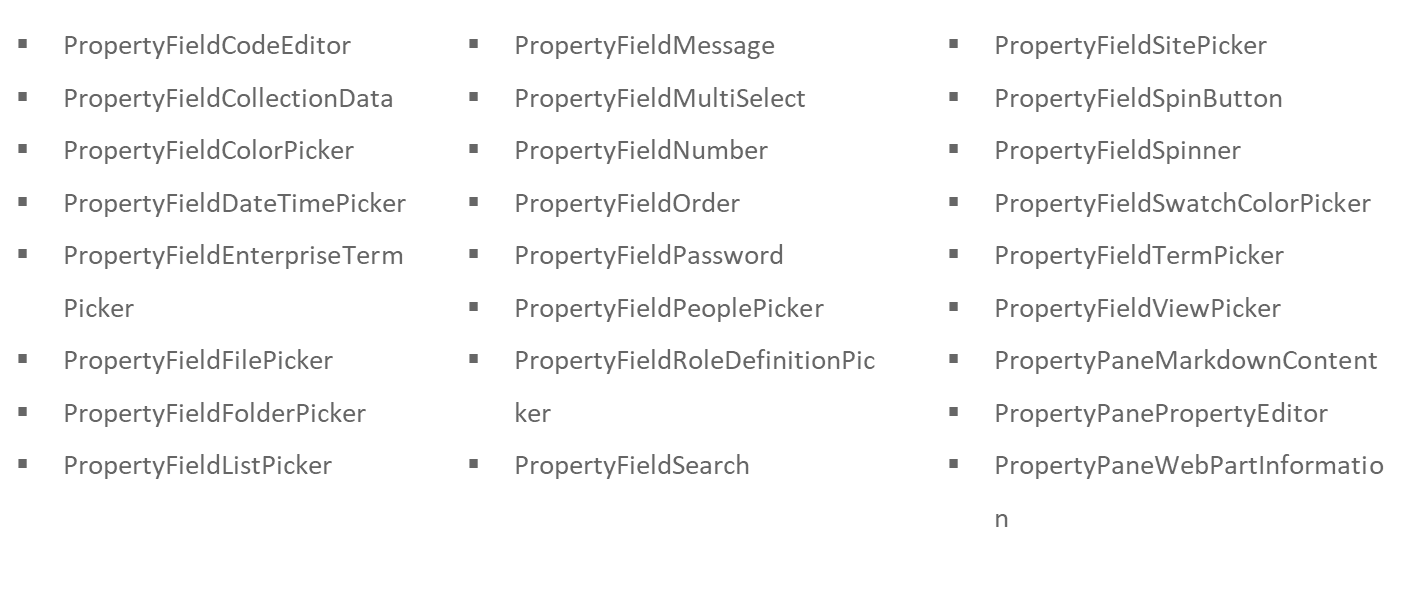 ▪ PropertyFieldCodeEditor
▪ PropertyFieldCollectionData
▪ PropertyFieldColorPicker
▪ PropertyFieldDateTimePicker
▪ PropertyFieldEnterpriseTerm
Picker
▪ PropertyFieldFilePicker
▪ PropertyFieldFolderPicker
▪ PropertyFieldListPicker
▪ PropertyFieldMessage
▪ PropertyFieldMultiSelect
▪ PropertyFieldNumber
▪ PropertyFieldOrder
▪ PropertyFieldPassword
▪ PropertyFieldPeoplePicker
▪ PropertyFieldRoleDefinitionPic
ker
▪ PropertyFieldSearch
▪ PropertyFieldSitePicker
▪ PropertyFieldSpinButton
▪ PropertyFieldSpinner
▪ PropertyFieldSwatchColorPicker
▪ PropertyFieldTermPicker
▪ PropertyFieldViewPicker
▪ PropertyPaneMarkdownContent
▪ PropertyPanePropertyEditor
▪ PropertyPaneWebPartInformatio
n